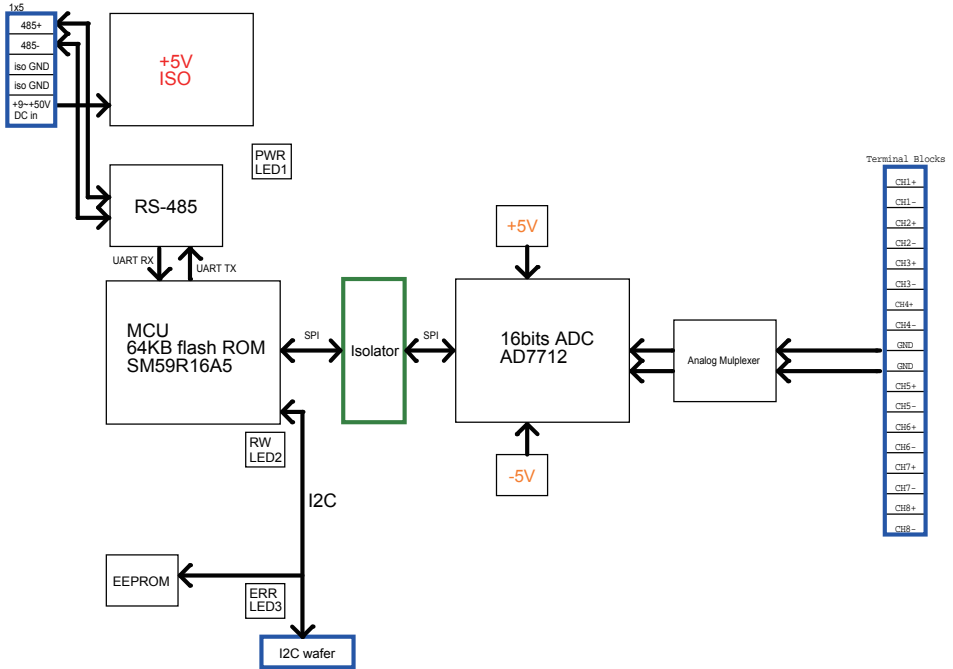 1x5
485+
485-
iso GND
iso GND
+9~+50V
DC in
+5V
ISO
PWR
LED1
RS-485
UART RX
UART TX
MCU
64KB flash ROM
SM59R16A5
SPI
Isolator
SPI
+5V
16bits ADC
AD7712
-5V
Analog Mulplexer
Terminal Blocks
CH1+
CH1-
CH2+
CH2-
CH3+
CH3-
CH4+
CH4-
GND
GND
CH5+
CH5-
CH6+
CH6-
CH7+
CH7-
CH8+
CH8-
RW
LED2
I2C
EEPROM
ERR
LED3
I2C wafer